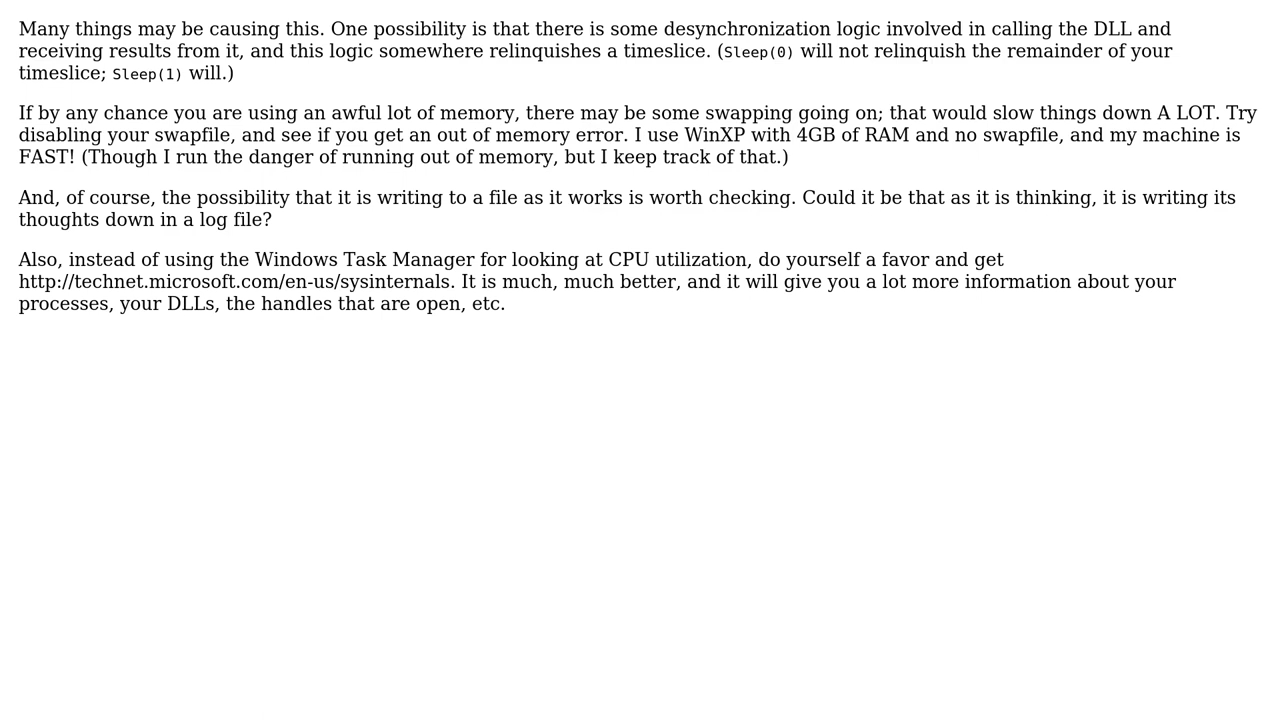 Many things may be causing this. One possibility is that there is some desynchronization logic involved in calling the DLL and
receiving results from it, and this logic somewhere relinquishes a timeslice. (Sleep(0) will not relinquish the remainder of your
timeslice; Sleep(1) will.)
If by any chance you are using an awful lot of memory, there may be some swapping going on; that would slow things down A LOT. Try
disabling your swapfile, and see if you get an out of memory error. I use WinXP with 4GB of RAM and no swapfile, and my machine is
FAST! (Though I run the danger of running out of memory, but I keep track of that.)
And, of course, the possibility that it is writing to a file as it works is worth checking. Could it be that as it is thinking, it is writing its
thoughts down in a log file?
Also, instead of using the Windows Task Manager for looking at CPU utilization, do yourself a favor and get
http://technet.microsoft.com/en-us/sysinternals. It is much, much better, and it will give you a lot more information about your
processes, your DLLs, the handles that are open, etc.